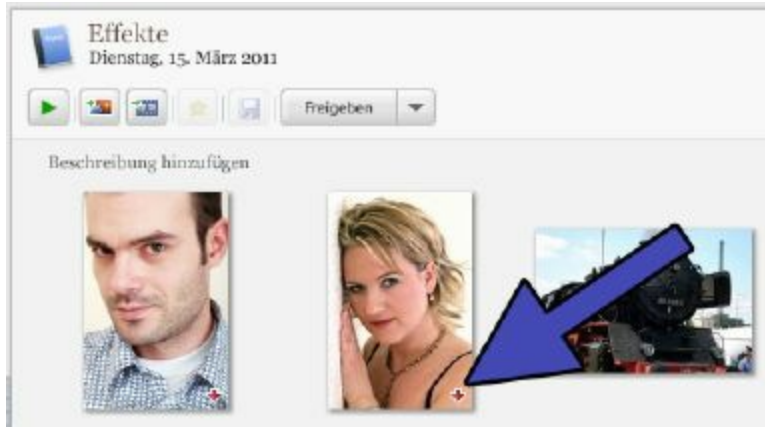 Effekte
Dienstag, 15. März 2011
Freigeben
Beschreibung hinzufügen